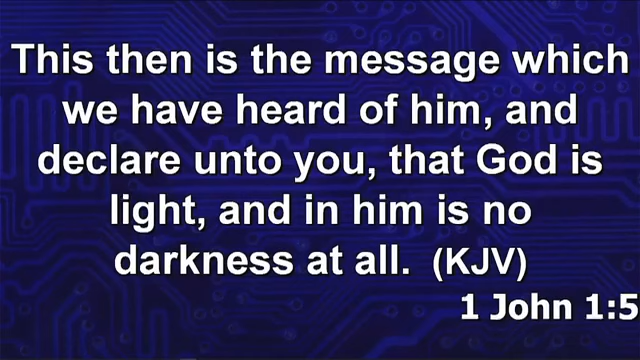 This then is the message which
we have heard of him, and
declare unto you, that God is
light, and in him is no
darkness at all.  (KJV)
1 John 1:5